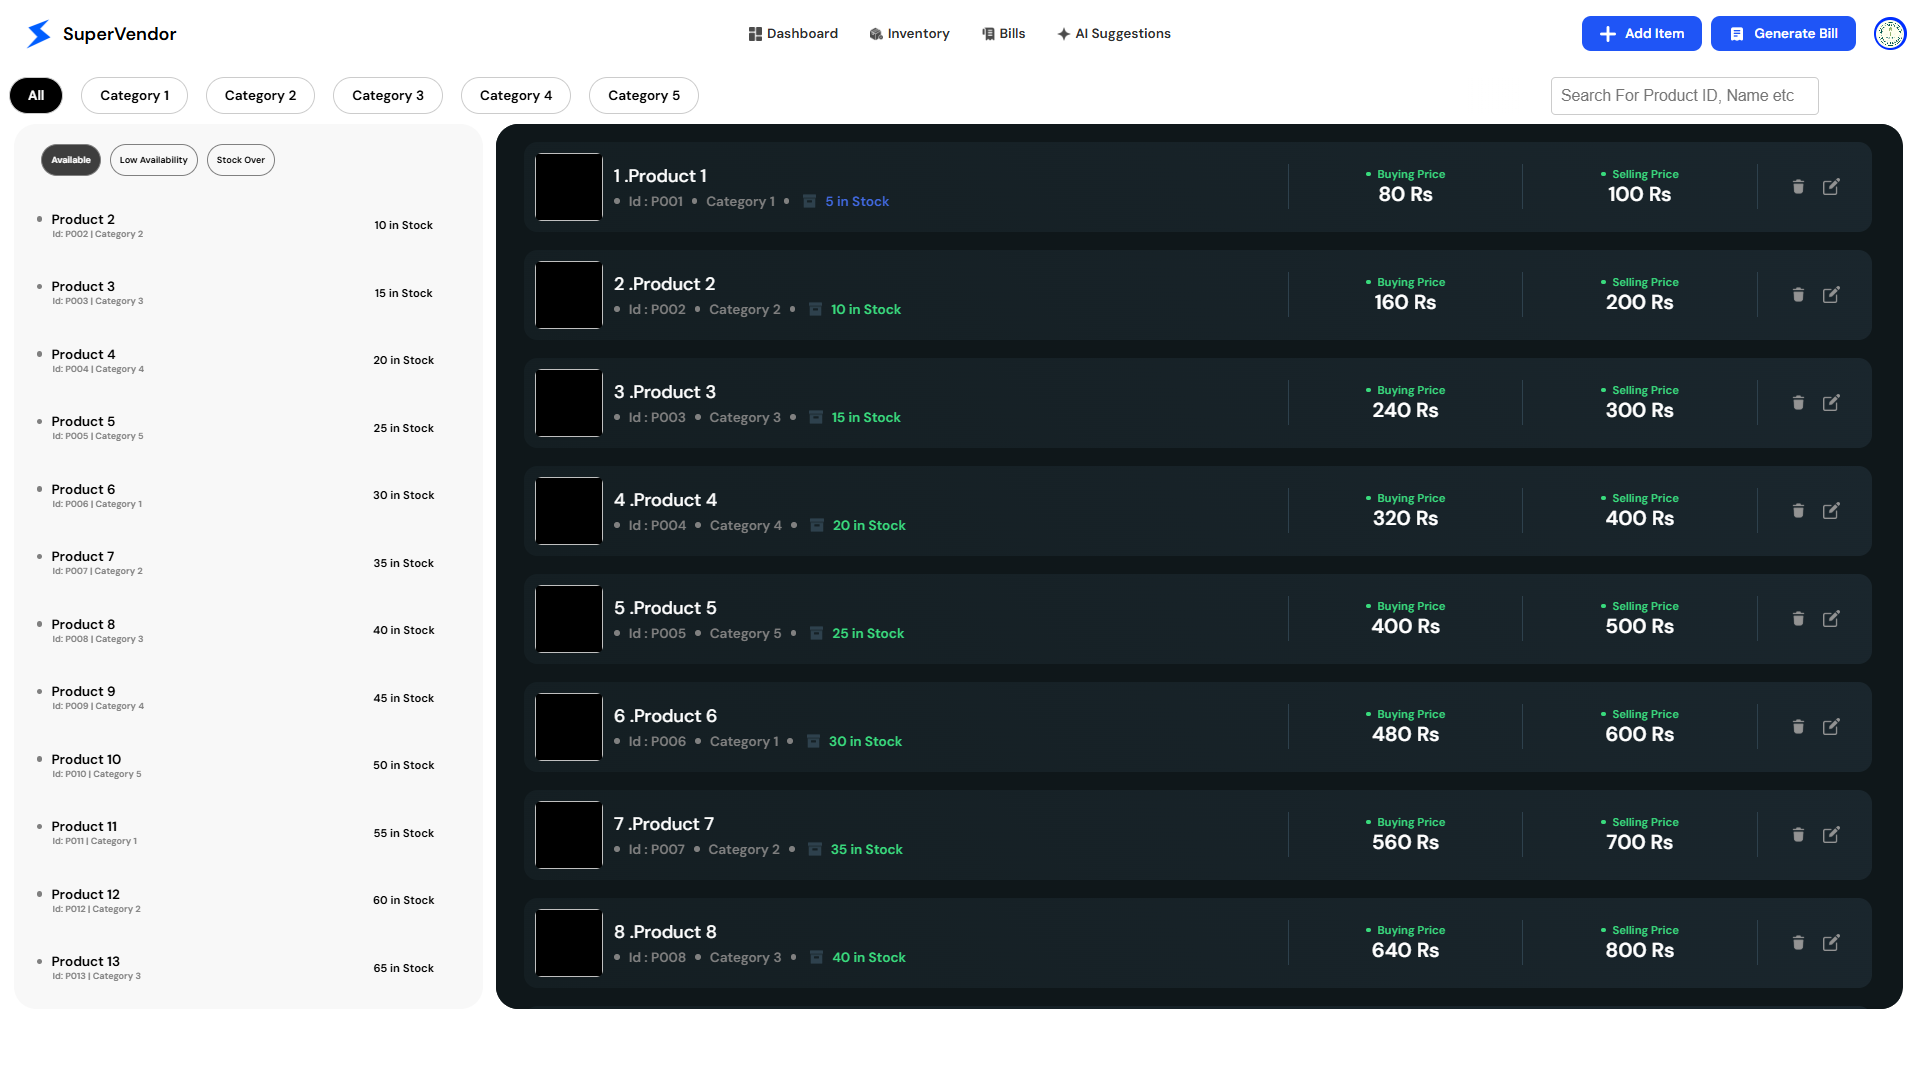 SuperVendor
Dashboard
Inventory
Bills
AI Suggestions
Add Item
Generate Bill
All
Category 1
Category 2
Category 3
Category 4
Category 5
Search For Product ID, Name etc
Available
Low Availability
Stock Over
Product 2
10 in Stock
Id: P002 | Category 2
Product 3
15 in Stock
Id: P003 | Category 3
Product 4
20 in Stock
Id: P004 | Category 4
Product 5
25 in Stock
Id: P005 | Category 5
Product 6
30 in Stock
Id: P006 | Category 1
Product 7
35 in Stock
Id: P007 | Category 2
Product 8
40 in Stock
Id: P008 | Category 3
Product 9
45 in Stock
Id: P009 | Category 4
Product 10
50 in Stock
Id: P010 | Category 5
Product 11
55 in Stock
Id: P011 | Category 1
Product 12
60 in Stock
Id: P012 | Category 2
Product 13
65 in Stock
Id: P013 | Category 3
1 .Product 1
• Id : P001 • Category 1 • 5 in Stock
• Buying Price
80 Rs
• Selling Price
100 Rs
2 .Product 2
• Id : P002 • Category 2 • 10 in Stock
• Buying Price
160 Rs
• Selling Price
200 Rs
3 .Product 3
• Id : P003 • Category 3 • 15 in Stock
• Buying Price
240 Rs
• Selling Price
300 Rs
4 .Product 4
• Id : P004 • Category 4 • 20 in Stock
• Buying Price
320 Rs
• Selling Price
400 Rs
5 .Product 5
• Id : P005 • Category 5 • 25 in Stock
• Buying Price
400 Rs
• Selling Price
500 Rs
6 .Product 6
• Id : P006 • Category 1 • 30 in Stock
• Buying Price
480 Rs
• Selling Price
600 Rs
7 .Product 7
• Id : P007 • Category 2 • 35 in Stock
• Buying Price
560 Rs
• Selling Price
700 Rs
8 .Product 8
• Id : P008 • Category 3 • 40 in Stock
• Buying Price
640 Rs
• Selling Price
800 Rs